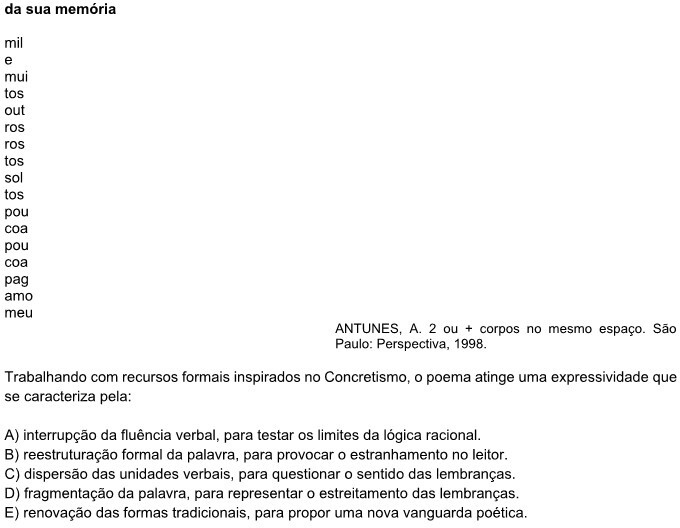 da sua memória
mil
e
mui
tos
out
ros
ros
tos
sol
tos
pou
coa
pou
coa
pag
amo
meu
ANTUNES, A. 2 ou + corpos no mesmo espaço. São
Paulo: Perspectiva, 1998.
Trabalhando com recursos formais inspirados no Concretismo, o poema atinge uma expressividade que
se caracteriza pela:
A) interrupção da fluência verbal, para testar os limites da lógica racional.
B) reestruturação formal da palavra, para provocar o estranhamento no leitor.
C) dispersão das unidades verbais, para questionar o sentido das lembranças.
D) fragmentação da palavra, para representar o estreitamento das lembranças.
E) renovação das formas tradicionais, para propor uma nova vanguarda poética.